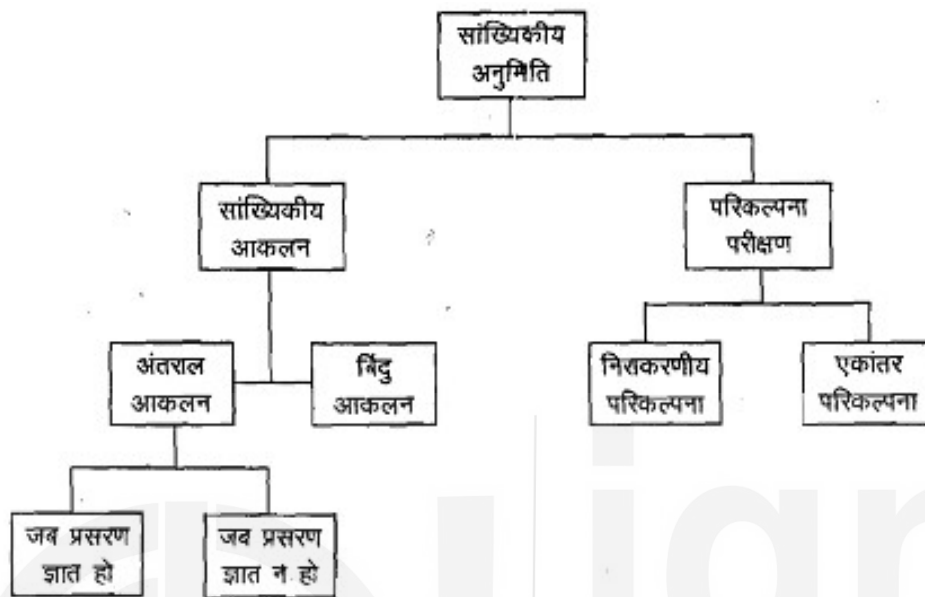 सांख्यिकीय
अनुमिति
सांख्यिकीय
आकलन
परिकल्पना
परीक्षण
अंतराल
आकलन
बिंदु
आकलन
निराकरणीय
परिकल्पना
एकांतर
परिकल्पना
जब प्रसरण
ज्ञात हो
जब प्रसरण
ज्ञात न हो